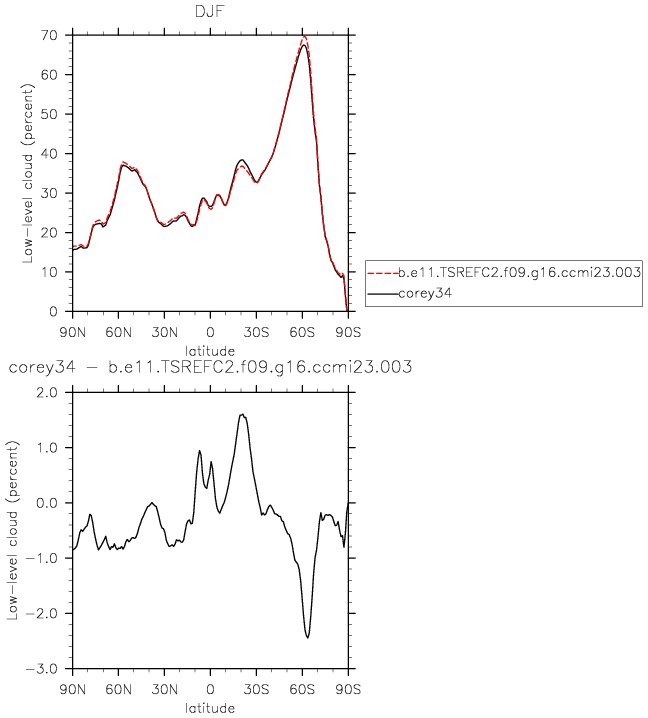 DJF
70
60
50
40
30
20
10
0
Low-level cloud (percent)
90N 60N 30N 0 30S 60S 90S
latitude
b.e11.TSREFC2.f09.g16.ccmi23.003
corey34
corey34 - b.e11.TSREFC2.f09.g16.ccmi23.003
2.0
1.0
0.0
-1.0
-2.0
-3.0
Low-level cloud (percent)
90N 60N 30N 0 30S 60S 90S
latitude